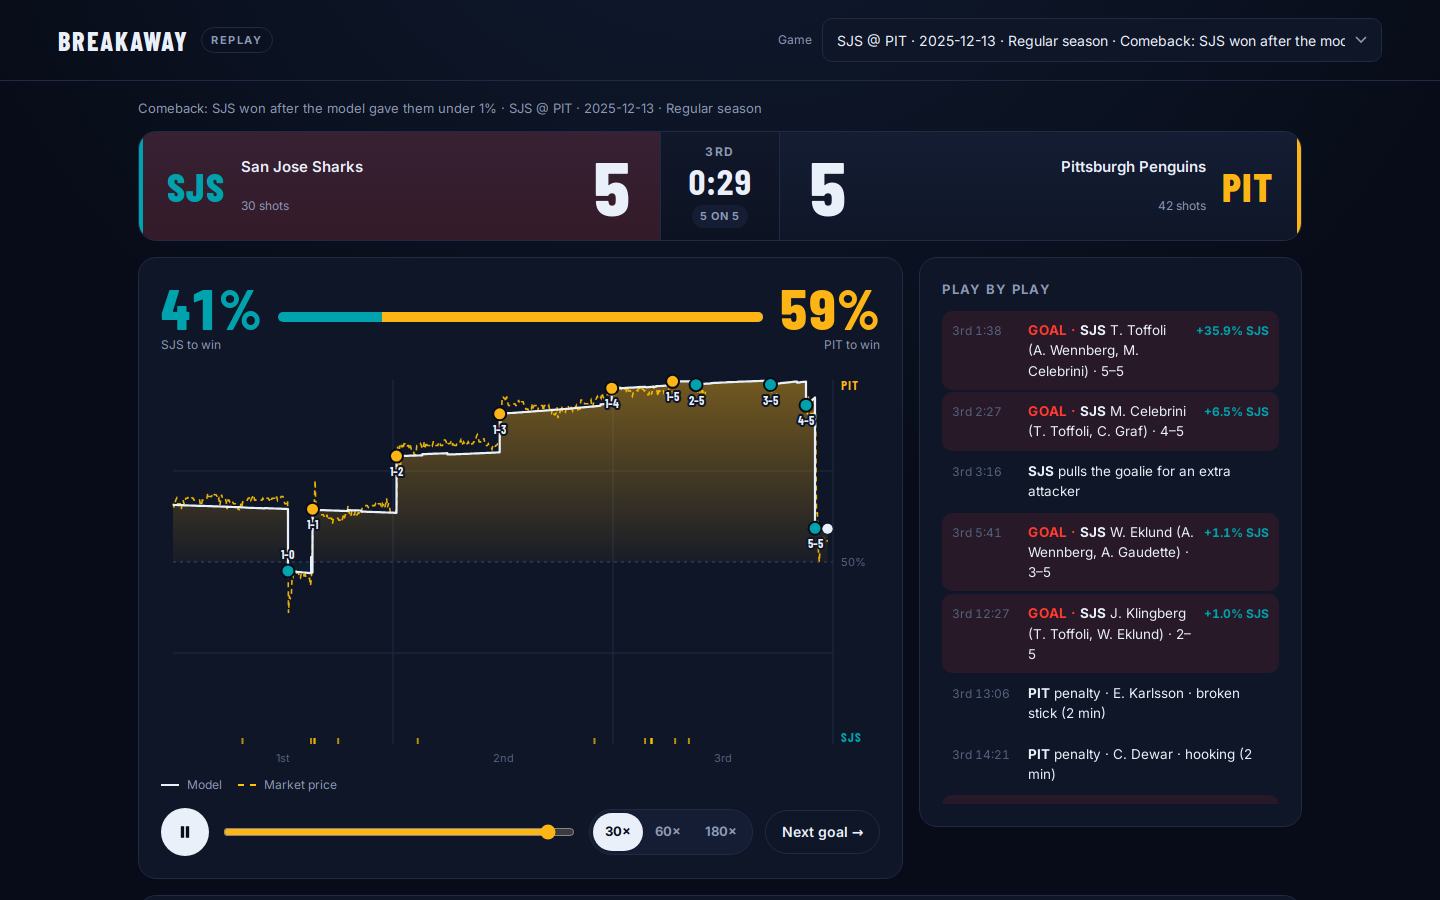 BREAKAWAY REPLAY
Game SJS @ PIT · 2025-12-13 · Regular season · Comeback: SJS won after the moc
Comeback: SJS won after the model gave them under 1% · SJS @ PIT · 2025-12-13 · Regular season
SJS
San Jose Sharks
30 shots
5
3RD
0:29
5 ON 5
5
Pittsburgh Penguins
42 shots
PIT
41%
SJS to win
59%
PIT to win
PIT
1-5
2-5
3-5
1-4
4-5
1-3
1-2
1-1
5-5
1-0
50%
SJS
1st
2nd
3rd
Model
Market price
30×
60×
180×
Next goal →
PLAY BY PLAY
3rd 1:38 GOAL · SJS T. Toffoli +35.9% SJS
(A. Wennberg, M.
Celebrini) · 5–5
3rd 2:27 GOAL · SJS M. Celebrini +6.5% SJS
(T. Toffoli, C. Graf) · 4–5
3rd 3:16 SJS pulls the goalie for an extra
attacker
3rd 5:41 GOAL · SJS W. Eklund (A. +1.1% SJS
Wennberg, A. Gaudette) ·
3–5
3rd 12:27 GOAL · SJS J. Klingberg +1.0% SJS
(T. Toffoli, W. Eklund) · 2–
5
3rd 13:06 PIT penalty · E. Karlsson · broken
stick (2 min)
3rd 14:21 PIT penalty · C. Dewar · hooking (2
min)